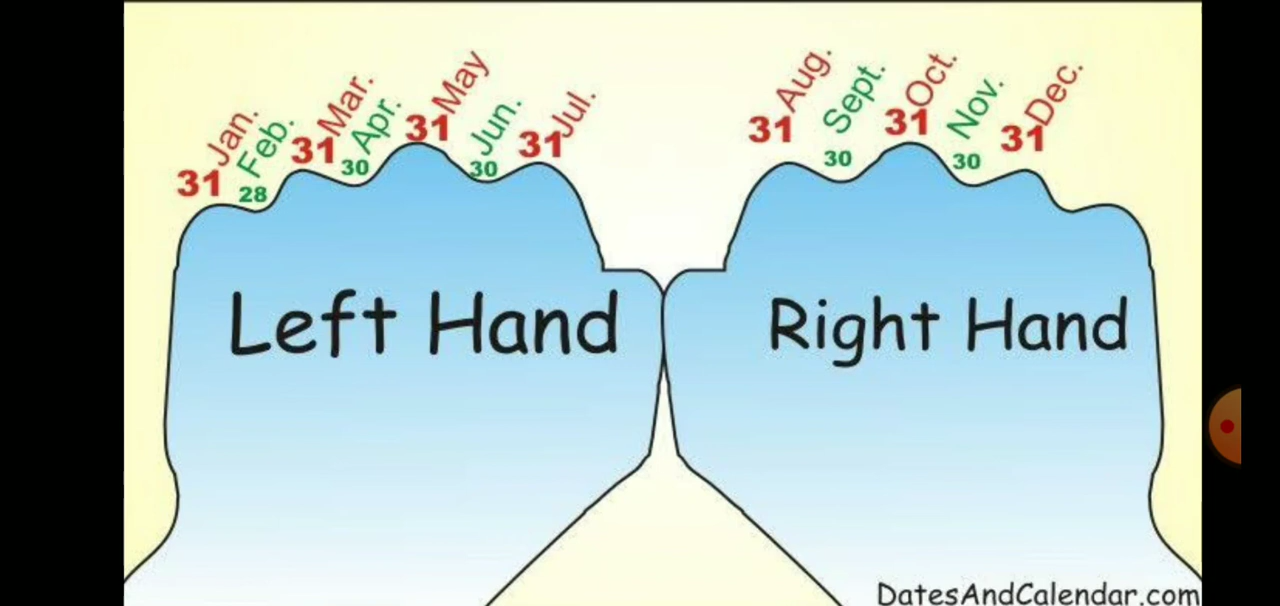 31 Jan.
28 Feb.
31 Mar.
30 Apr.
31 May
30 Jun.
31 Jul.
31 Aug.
30 Sept.
31 Oct.
30 Nov.
31 Dec.
Left Hand
Right Hand
DatesAndCalendar.com